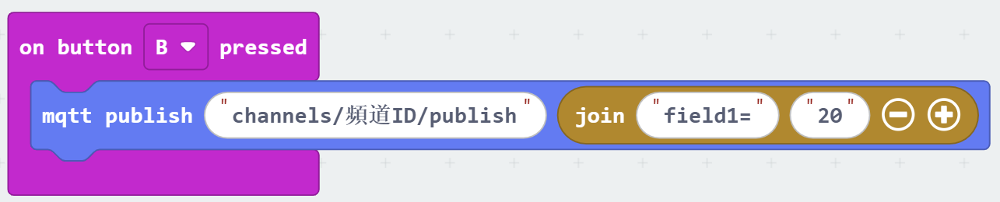 on button B pressed
mqtt publish "channels/頻道ID/publish" join "field1=" "20"